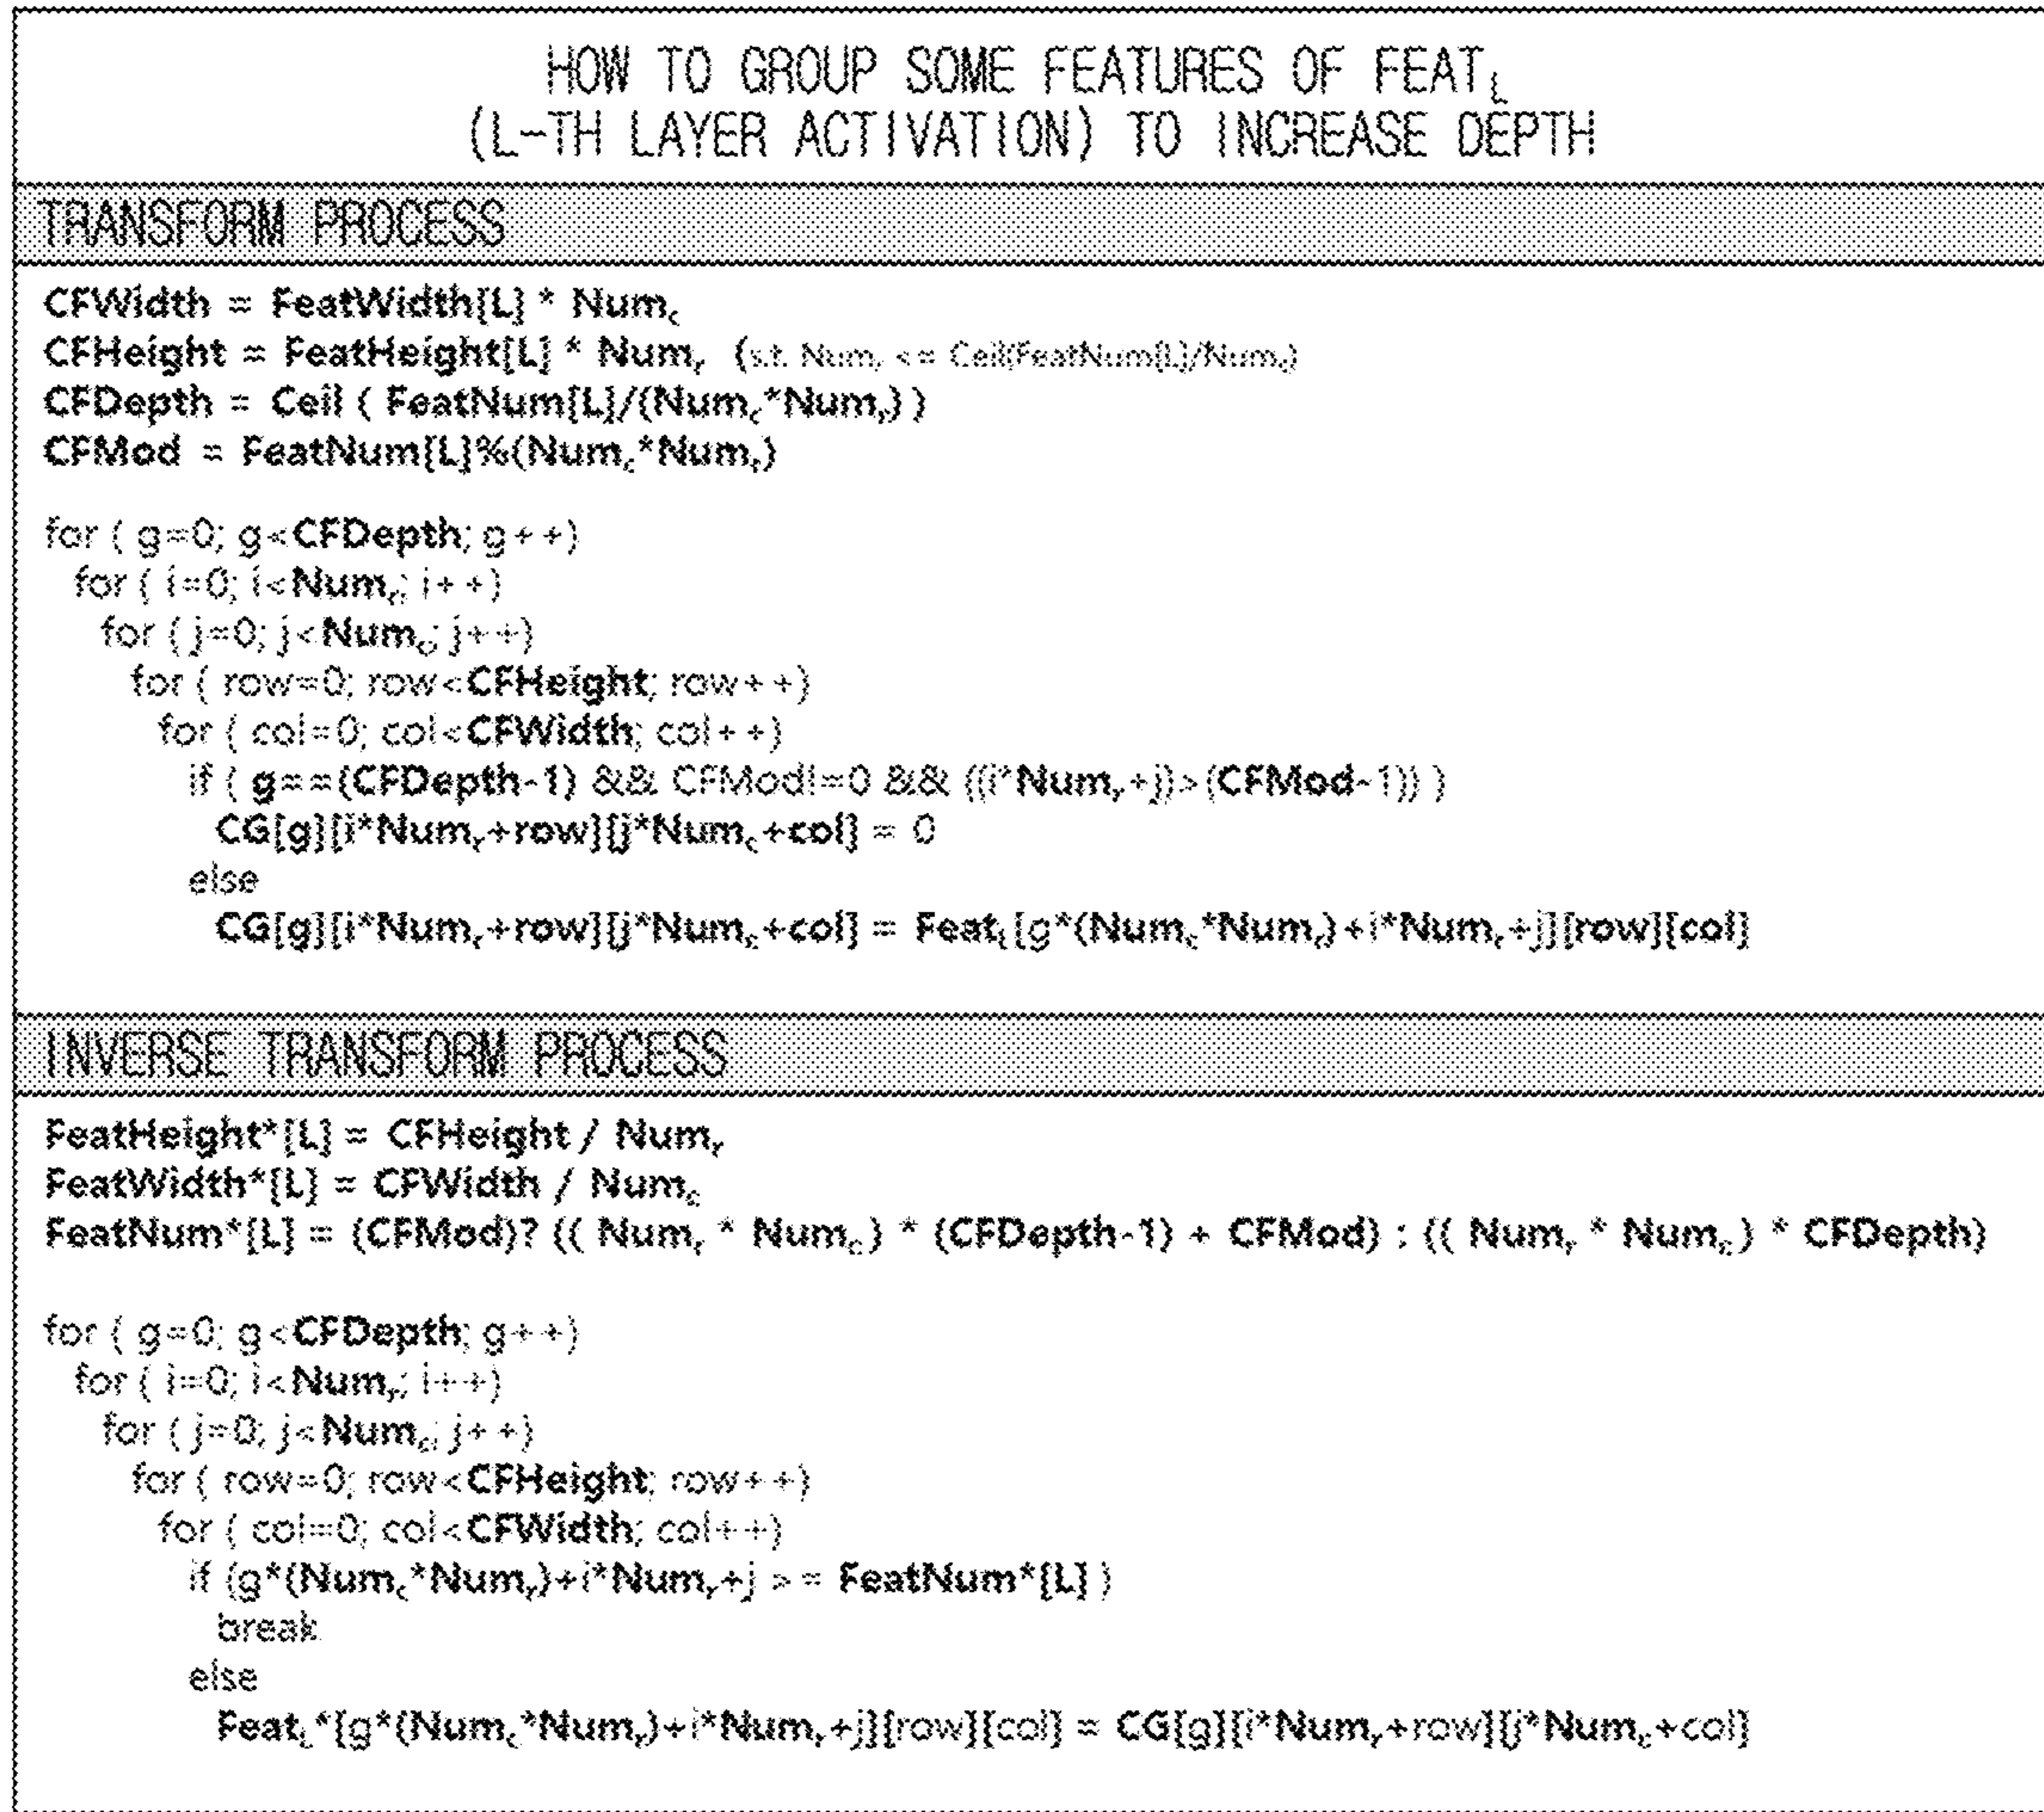 HOW TO GROUP SOME FEATURES OF FEAT_L
(L-TH LAYER ACTIVATION) TO INCREASE DEPTH
TRANSFORM PROCESS
CFWidth = FeatWidth[L] * Num_c
CFHeight = FeatHeight[L] * Num_r (s.t. Num_r <= Ceil(FeatNum[L]/Num_c)
CFDepth = Ceil ( FeatNum[L]/(Num_c*Num_r) )
CFMod = FeatNum[L]%(Num_c*Num_r)
for ( g=0; g<CFDepth; g++)
for ( i=0; i<Num_r; i++)
for ( j=0; j<Num_c; j++)
for ( row=0; row<CFHeight; row++)
for ( col=0; col<CFWidth; col++)
if ( g==(CFDepth-1) && CFMod!=0 && ((i*Num_r+j)>(CFMod-1)) )
CG[g][i*Num_r+row][j*Num_c+col] = 0
else
CG[g][i*Num_r+row][j*Num_c+col] = Feat_L[g*(Num_c*Num_r)+i*Num_r+j][row][col]
INVERSE TRANSFORM PROCESS
FeatHeight*[L] = CFHeight / Num_r
FeatWidth*[L] = CFWidth / Num_c
FeatNum*[L] = (CFMod)? (( Num_r * Num_c) * (CFDepth-1) + CFMod) : (( Num_r * Num_c) * CFDepth)
for ( g=0; g<CFDepth; g++)
for ( i=0; i<Num_r; i++)
for ( j=0; j<Num_c; j++)
for ( row=0; row<CFHeight; row++)
for ( col=0; col<CFWidth; col++)
if (g*(Num_c*Num_r)+i*Num_r+j >= FeatNum*[L] )
break
else
Feat_L*[g*(Num_c*Num_r)+i*Num_r+j][row][col] = CG[g][i*Num_r+row][j*Num_c+col]